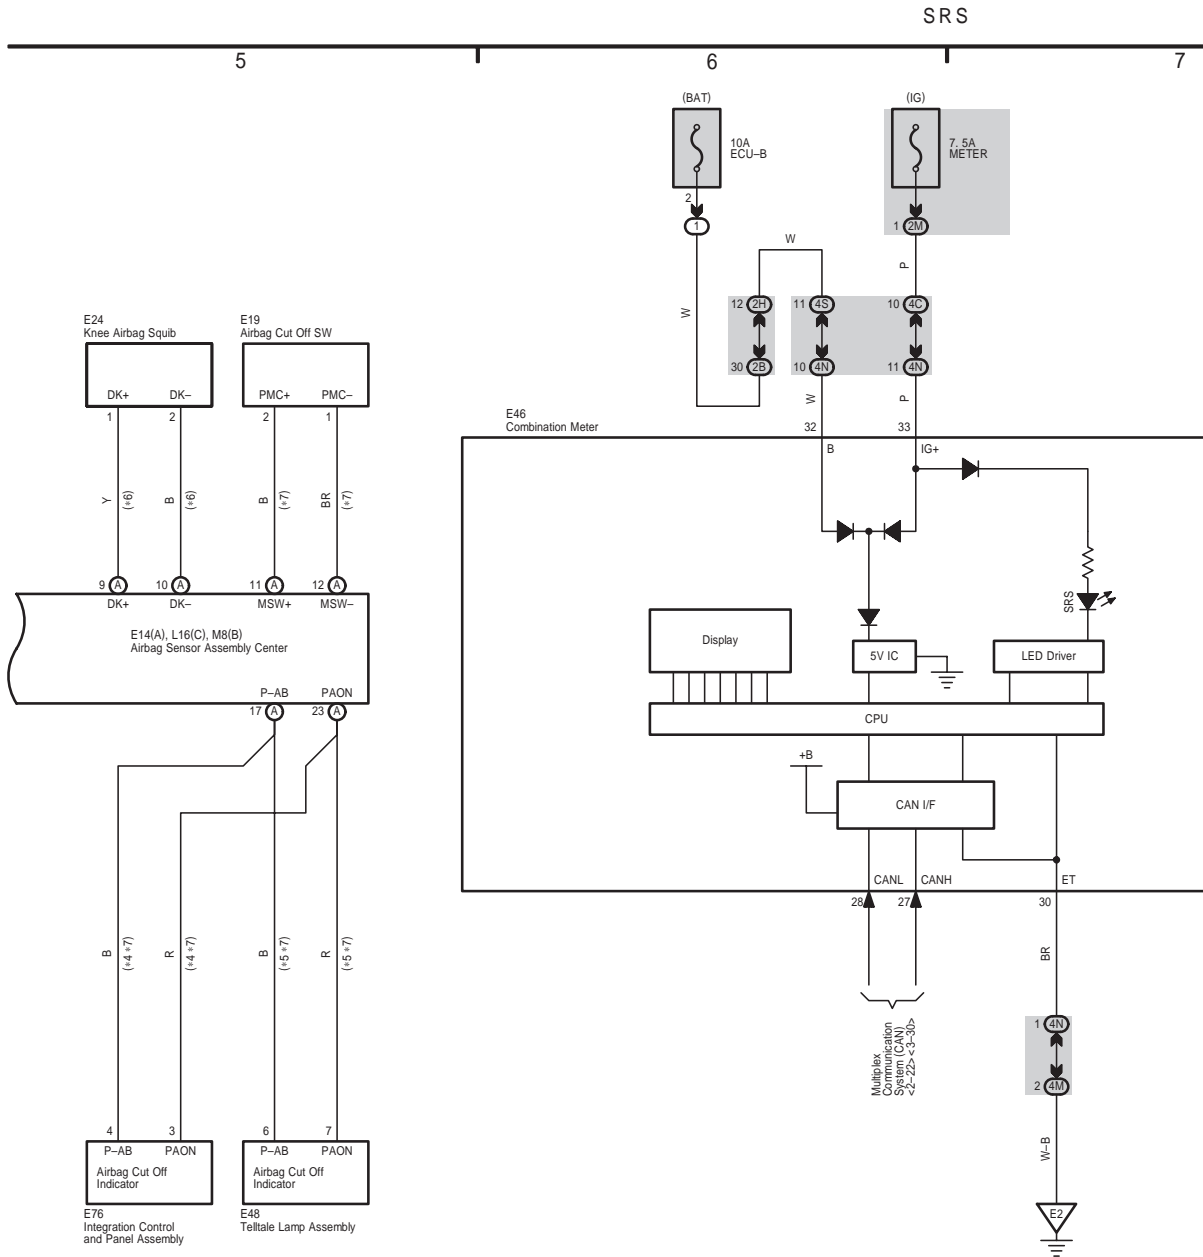 SRS
5
6
7
(BAT)
(IG)
10A
ECU–B
7. 5A
METER
2
1
1 2M
W
P
W
12 2H
11 4S
10 4C
30 2B
10 4N
11 4N
W
P
E24
Knee Airbag Squib
E19
Airbag Cut Off SW
DK+ DK–
PMC+ PMC–
1 2
2 1
E46
Combination Meter
32 33
B
IG+
Y
(∗6)
B
(∗6)
B
(∗7)
BR
(∗7)
9 A
10 A
11 A
12 A
DK+ DK– MSW+ MSW–
E14(A), L16(C), M8(B)
Airbag Sensor Assembly Center
P–AB PAON
17 A
23 A
SRS
Display
5V IC
LED Driver
CPU
+B
CAN I/F
CANL CANH
ET
28 27
30
B
(∗4 ∗7)
R
(∗4 ∗7)
B
(∗5 ∗7)
R
(∗5 ∗7)
BR
Multiplex
Communication
System (CAN)
<2–22><3–30>
1 4N
2 4M
W–B
E2
4 3
6 7
P–AB PAON
P–AB PAON
Airbag Cut Off
Indicator
Airbag Cut Off
Indicator
E76
Integration Control
and Panel Assembly
E48
Telltale Lamp Assembly